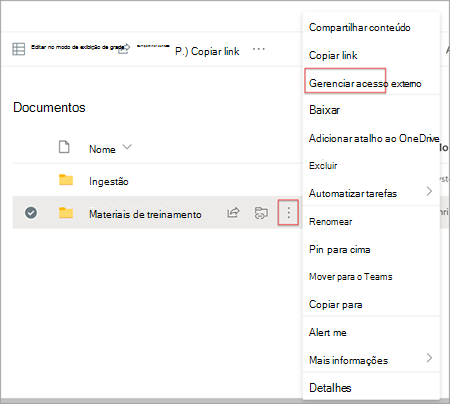 Editar no modo de exibição de grade
P.) Copiar link
Documentos
Nome
Ingestão
Materiais de treinamento
Compartilhar conteúdo
Copiar link
Gerenciar acesso externo
Baixar
Adicionar atalho ao OneDrive
Excluir
Automatizar tarefas
Renomear
Pin para cima
Mover para o Teams
Copiar para
Alert me
Mais informações
Detalhes